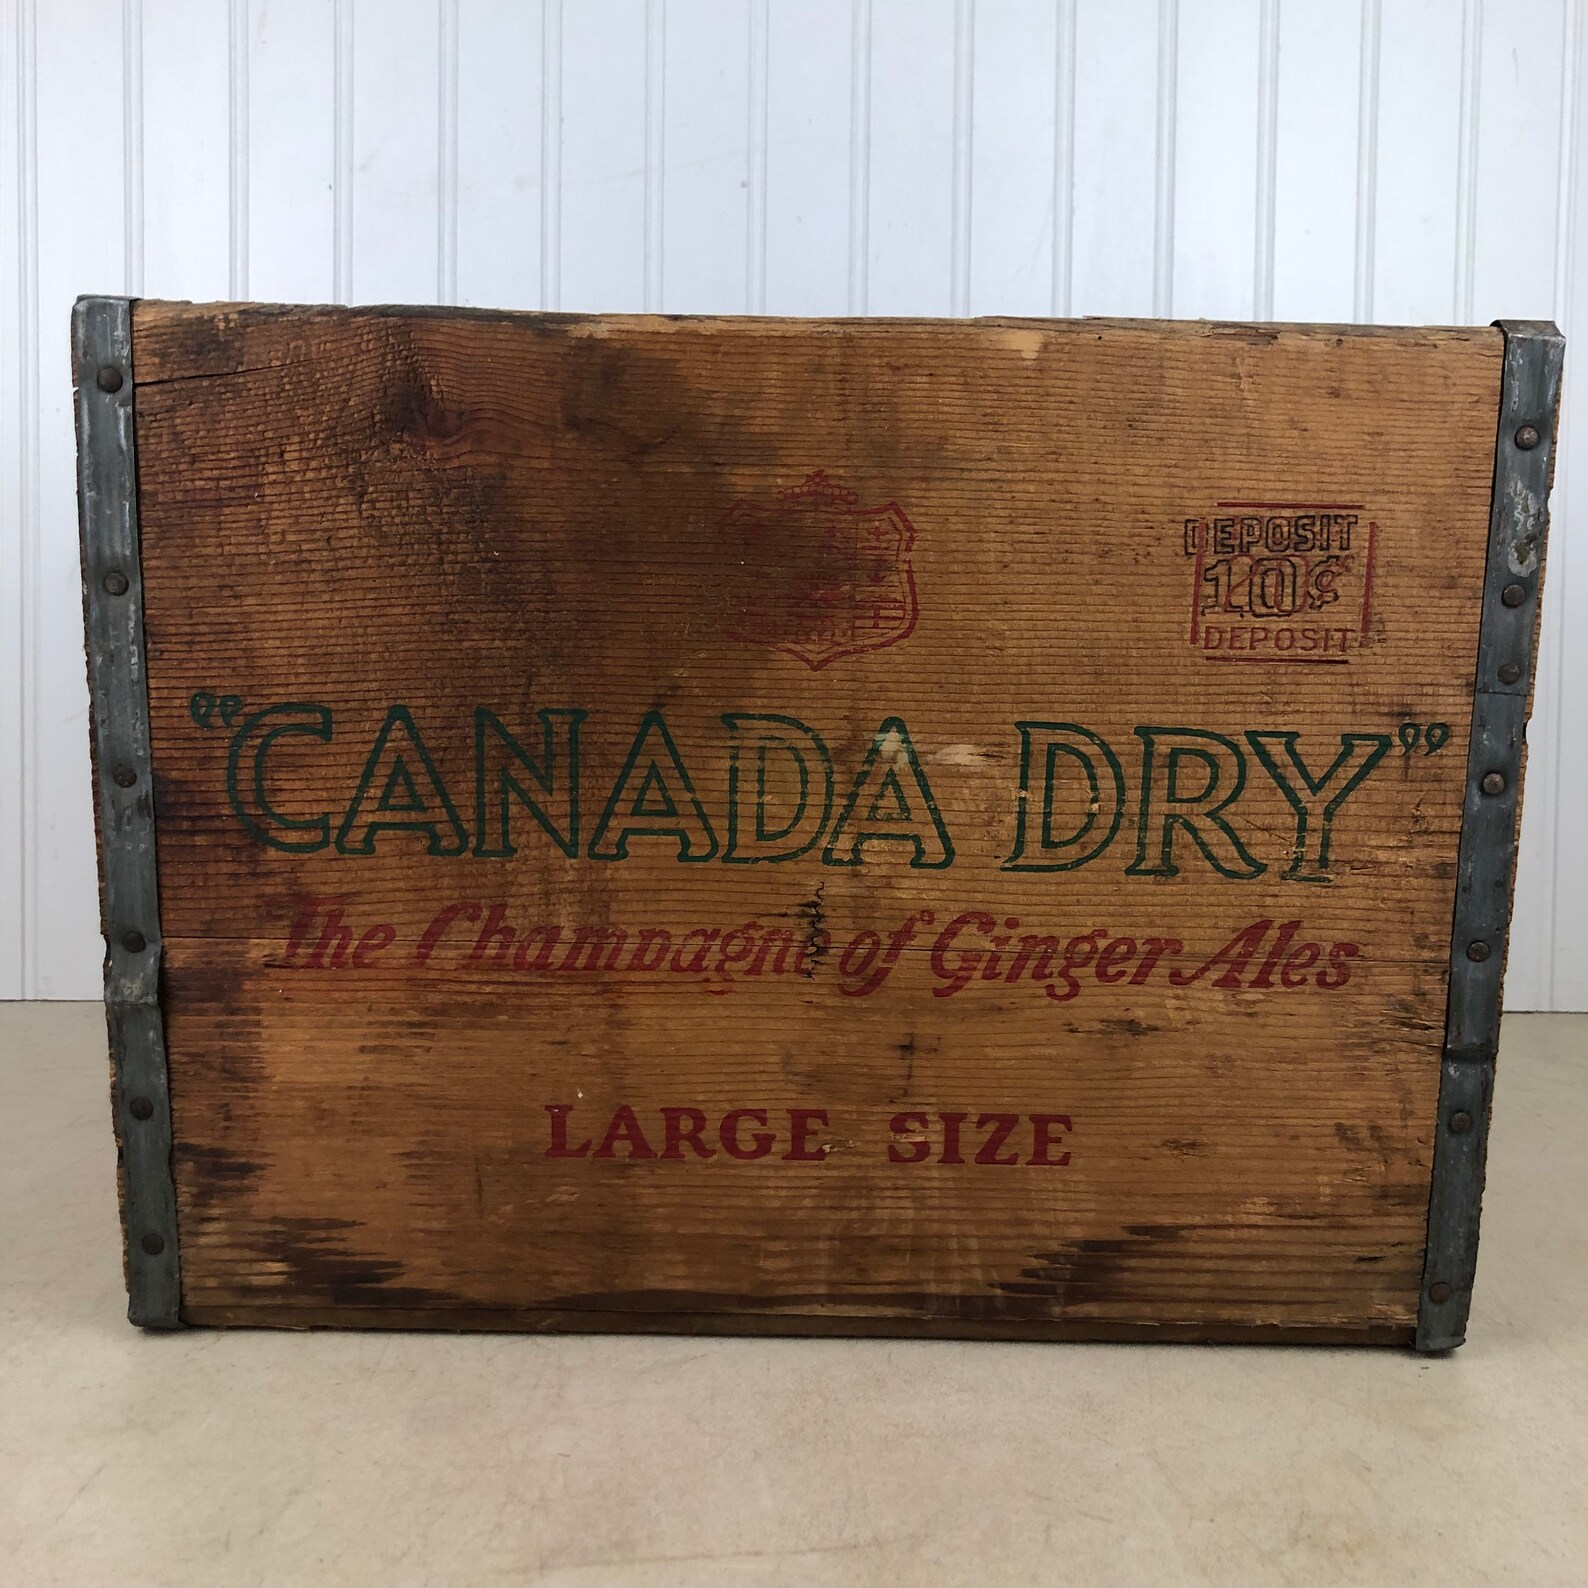 DEPOSIT
10¢
DEPOSIT
"CANADA DRY"
The Champagne of Ginger Ales
LARGE SIZE